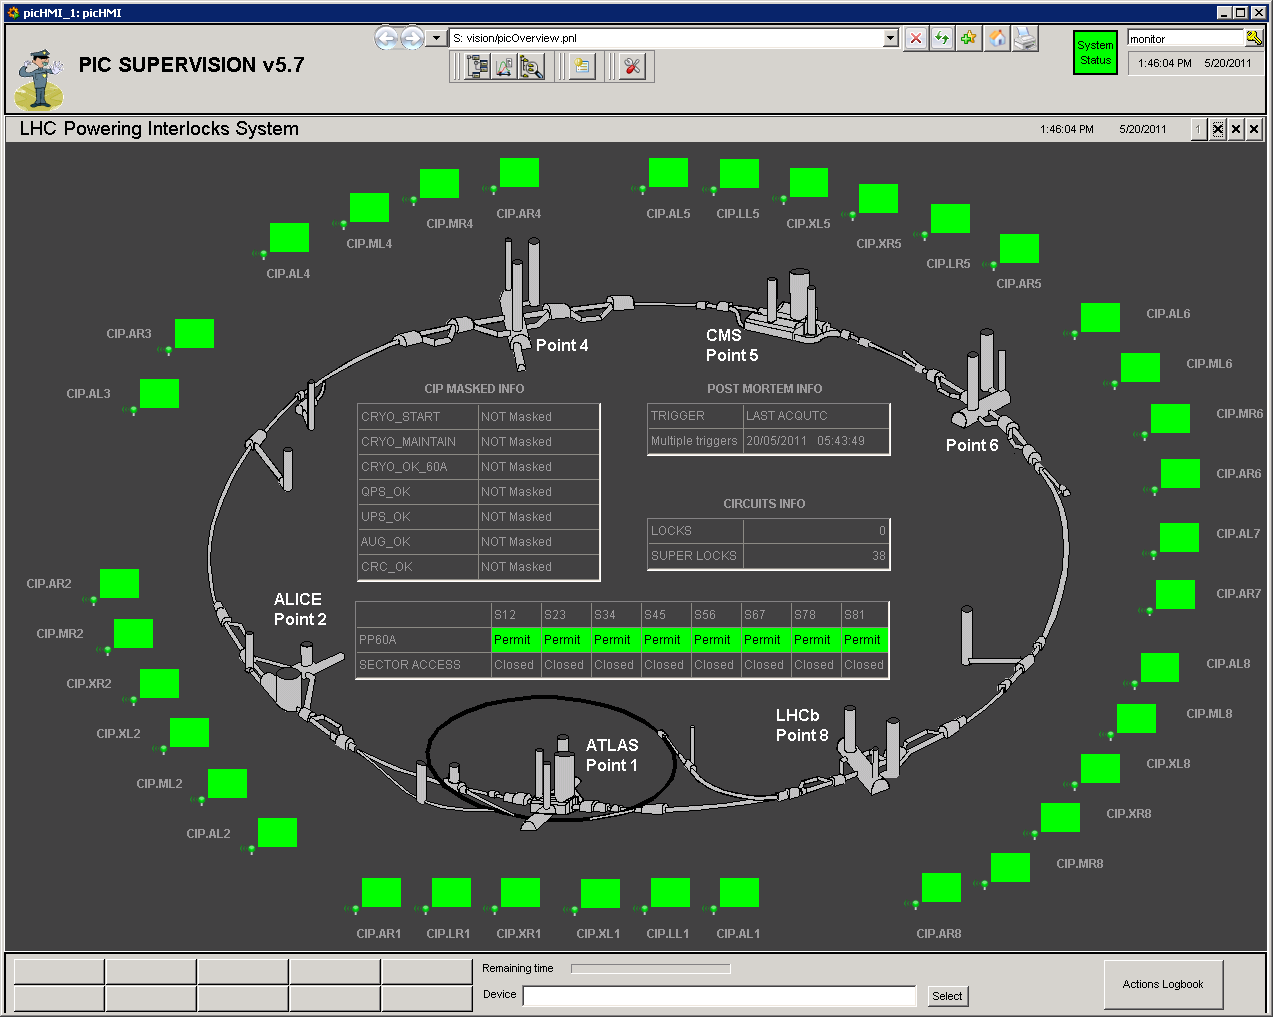 picHMI_1: picHMI
S: vision/picOverview.pnl
PIC SUPERVISION v5.7
System
Status
monitor
1:46:04 PM 5/20/2011
LHC Powering Interlocks System
1:46:04 PM 5/20/2011
1
CIP.AR4
CIP.MR4
CIP.ML4
CIP.AL4
CIP.AL5
CIP.LL5
CIP.XL5
CIP.XR5
CIP.LR5
CIP.AR5
CIP.AR3
CIP.AL3
CIP.AL6
CIP.ML6
CIP.MR6
CIP.AR6
CIP.AL7
CIP.AR7
Point 4
CMS
Point 5
Point 6
CIP MASKED INFO
CRYO_START NOT Masked
CRYO_MAINTAIN NOT Masked
CRYO_OK_60A NOT Masked
QPS_OK NOT Masked
UPS_OK NOT Masked
AUG_OK NOT Masked
CRC_OK NOT Masked
POST MORTEM INFO
TRIGGER LAST ACQUTC
Multiple triggers 20/05/2011 05:43:49
CIRCUITS INFO
LOCKS 0
SUPER LOCKS 38
S12 S23 S34 S45 S56 S67 S78 S81
PP60A Permit Permit Permit Permit Permit Permit Permit Permit
SECTOR ACCESS Closed Closed Closed Closed Closed Closed Closed Closed
ALICE
Point 2
ATLAS
Point 1
LHCb
Point 8
CIP.AR2
CIP.MR2
CIP.XR2
CIP.XL2
CIP.ML2
CIP.AL2
CIP.AL8
CIP.ML8
CIP.XL8
CIP.XR8
CIP.MR8
CIP.AR8
CIP.AR1
CIP.LR1
CIP.XR1
CIP.XL1
CIP.LL1
CIP.AL1
Remaining time
Device
Select
Actions Logbook